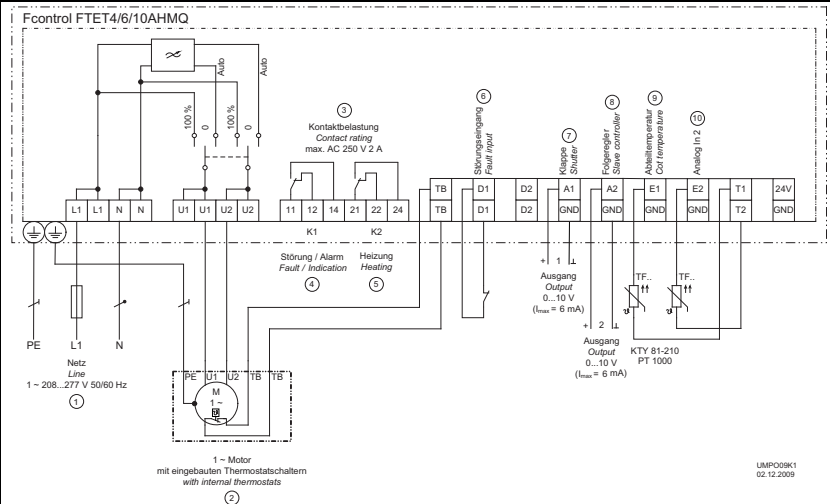 Fcontrol FTET4/6/10AHMQ
Auto
Auto
100 %
0
100 %
0
3
Kontaktbelastung
Contact rating
max. AC 250 V 2 A
6
Störungseingang
Fault input
7
Klappe
Shutter
8
Folgeregler
Slave controller
9
Abteiltemperatur
Cot temperature
10
Analog In 2
L1 L1 N N
U1 U1 U2 U2
11 12 14 21 22 24
TB D1 D2 A1 A2 E1 E2 T1 24V
TB D1 D2 GND GND GND GND T2 GND
K1 K2
Störung / Alarm
Fault / Indication
4
Heizung
Heating
5
+ 1 ⊥
Ausgang
Output
0...10 V
(Imax = 6 mA)
+ 2 ⊥
Ausgang
Output
0...10 V
(Imax = 6 mA)
TF..
ϑ
TF..
ϑ
KTY 81-210
PT 1000
PE L1 N
Netz
Line
1 ~ 208...277 V 50/60 Hz
1
PE U1 U2 TB TB
M
1 ~
1 ~ Motor
mit eingebauten Thermostatschaltern
with internal thermostats
2
UMPO09K1
02.12.2009